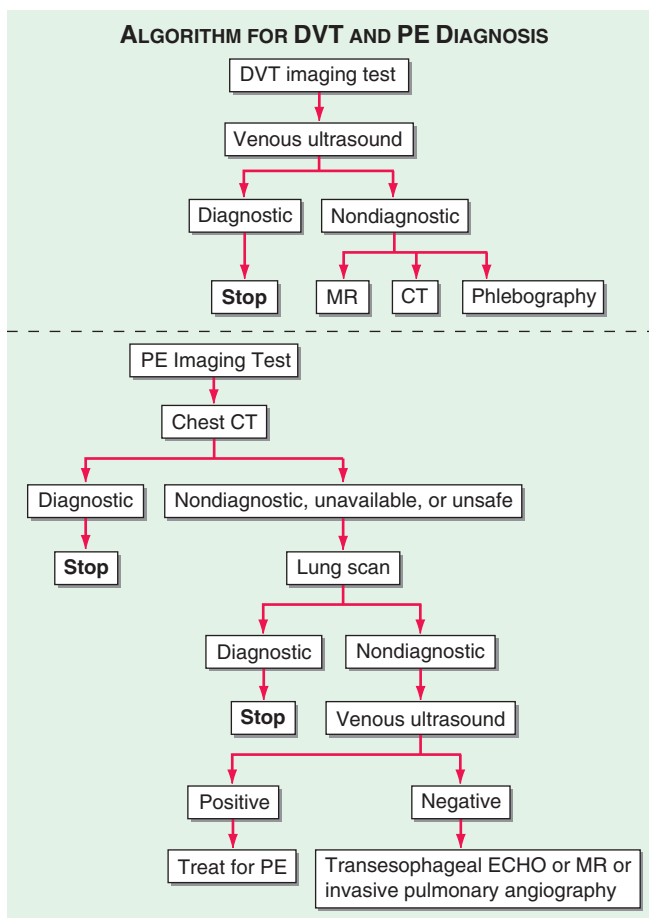 ALGORITHM FOR DVT AND PE DIAGNOSIS
DVT imaging test
Venous ultrasound
Diagnostic
Nondiagnostic
Stop
MR
CT
Phlebography
PE Imaging Test
Chest CT
Diagnostic
Nondiagnostic, unavailable, or unsafe
Stop
Lung scan
Diagnostic
Nondiagnostic
Stop
Venous ultrasound
Positive
Negative
Treat for PE
Transesophageal ECHO or MR or
invasive pulmonary angiography